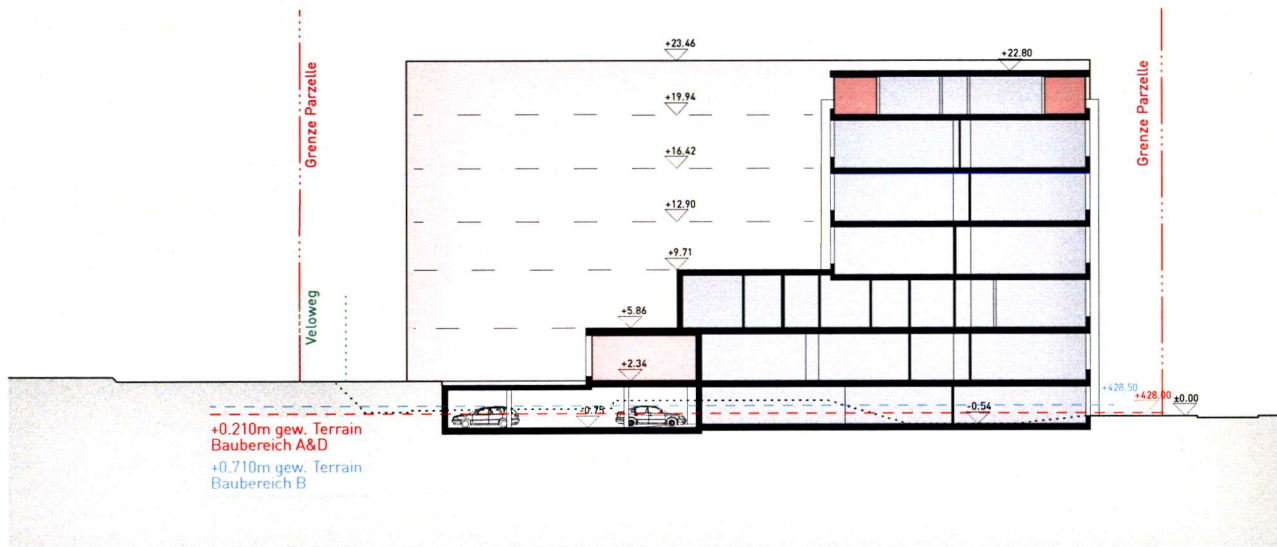 +23.46
+22.80
Grenze Parzelle
Grenze Parzelle
+19.94
+16.42
+12.90
+9.71
Veloweg
+5.86
+2.34
+428.50
±428.00
±0.00
-0.75
-0.54
+0.210m gew. Terrain
Baubereich A&D
+0.710m gew. Terrain
Baubereich B